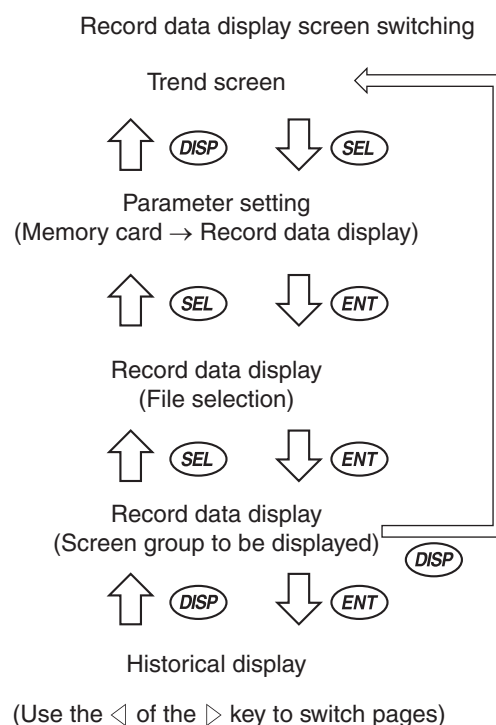 Record data display screen switching
Trend screen
DISP SEL
Parameter setting
(Memory card → Record data display)
SEL ENT
Record data display
(File selection)
SEL ENT
Record data display
(Screen group to be displayed)
DISP
DISP ENT
Historical display
(Use the ◁ of the ▷ key to switch pages)